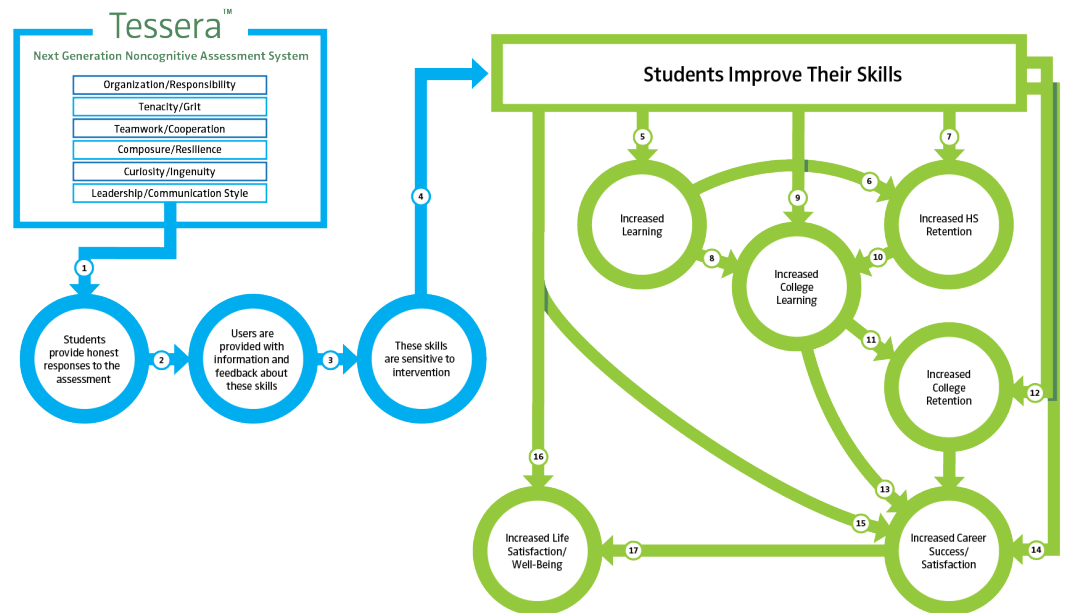 Tessera™
Next Generation Noncognitive Assessment System
Organization/Responsibility
Tenacity/Grit
Teamwork/Cooperation
Composure/Resilience
Curiosity/Ingenuity
Leadership/Communication Style
1
Students
provide honest
responses to the
assessment
2
Users are
provided with
information and
feedback about
these skills
3
These skills
are sensitive to
intervention
4
Students Improve Their Skills
5
6
7
Increased
Learning
8
9
Increased HS
Retention
10
Increased
College
Learning
11
Increased
College
Retention
12
13
14
15
16
Increased Life
Satisfaction/
Well-Being
17
Increased Career
Success/
Satisfaction